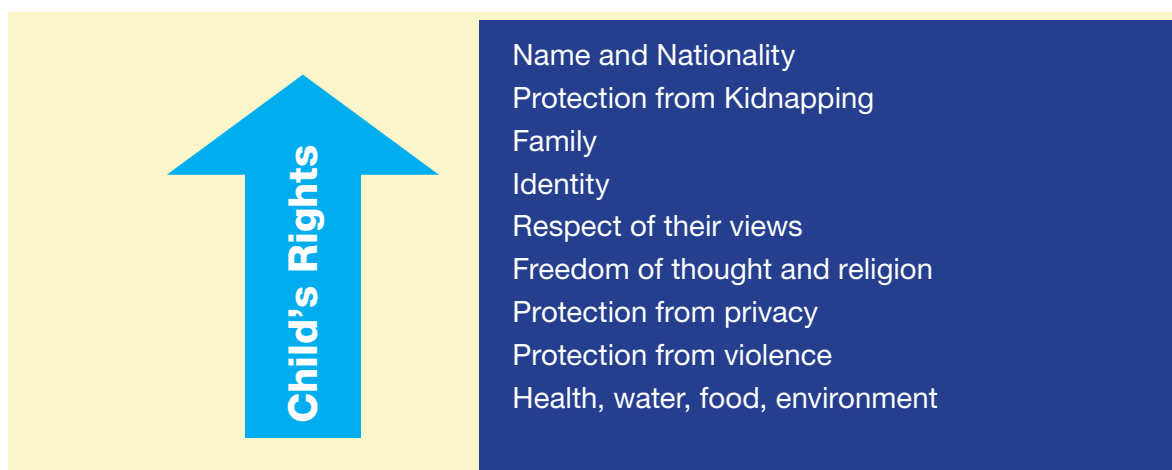 Child's Rights
Name and Nationality
Protection from Kidnapping
Family
Identity
Respect of their views
Freedom of thought and religion
Protection from privacy
Protection from violence
Health, water, food, environment